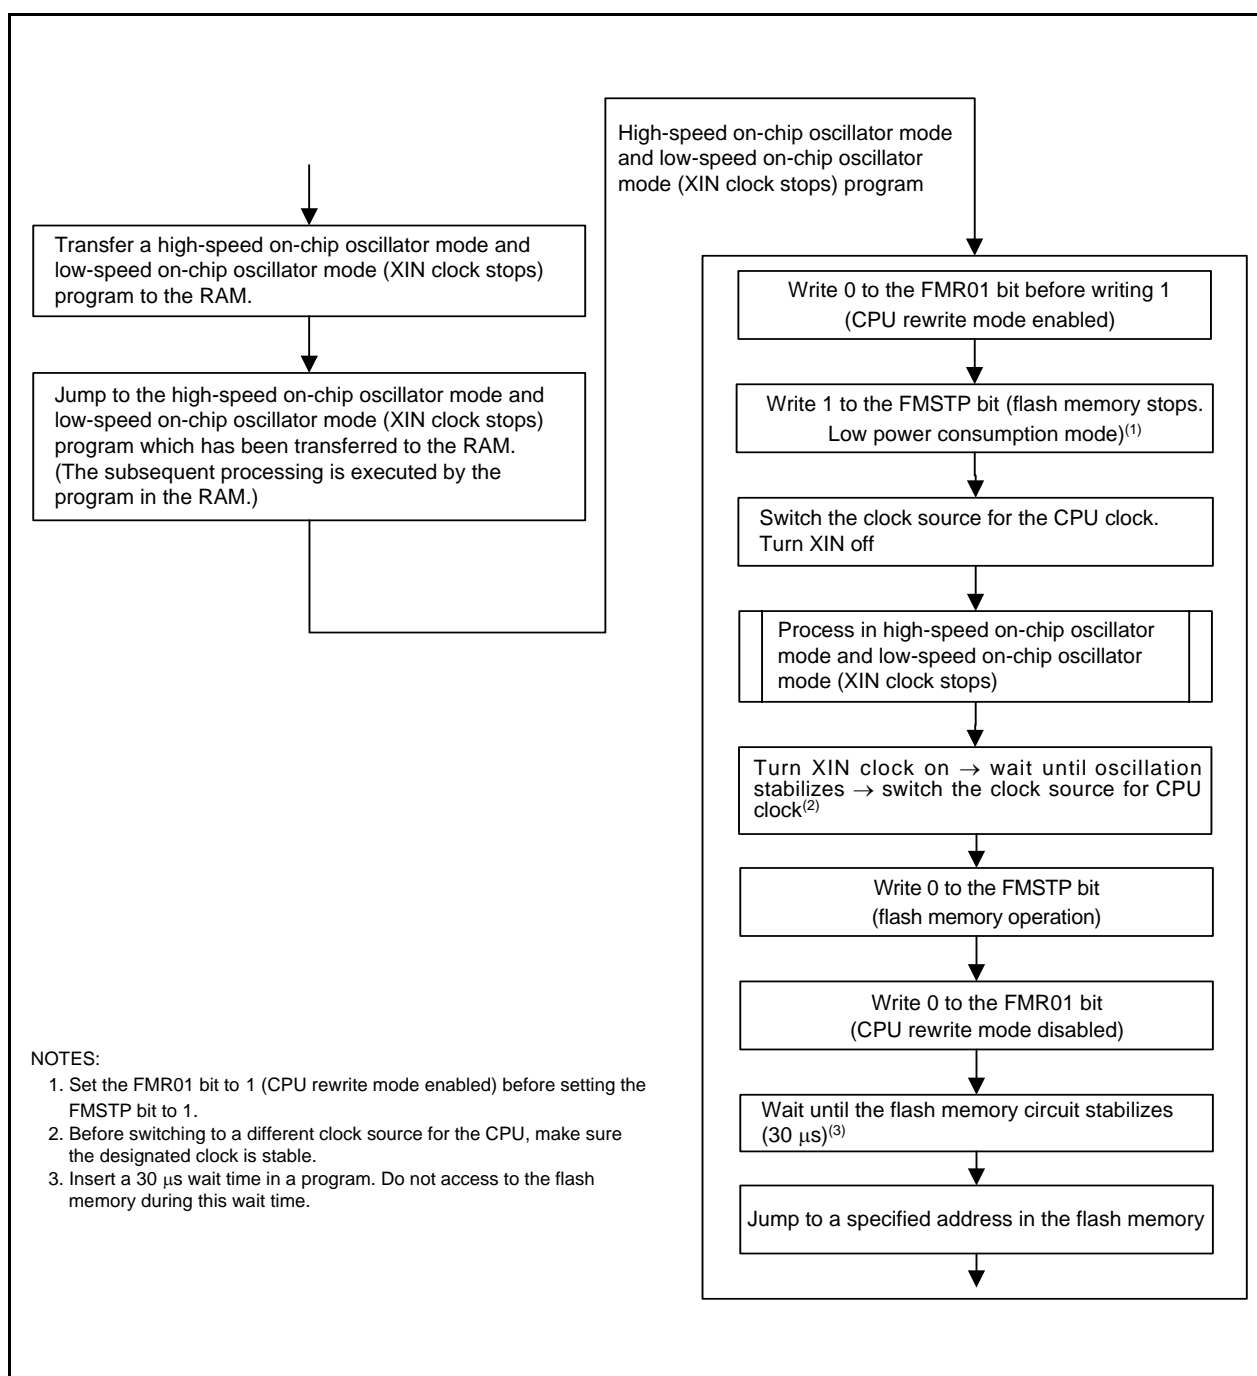 Transfer a high-speed on-chip oscillator mode and
low-speed on-chip oscillator mode (XIN clock stops)
program to the RAM.
Jump to the high-speed on-chip oscillator mode and
low-speed on-chip oscillator mode (XIN clock stops)
program which has been transferred to the RAM.
(The subsequent processing is executed by the
program in the RAM.)
High-speed on-chip oscillator mode
and low-speed on-chip oscillator
mode (XIN clock stops) program
Write 0 to the FMR01 bit before writing 1
(CPU rewrite mode enabled)
Write 1 to the FMSTP bit (flash memory stops.
Low power consumption mode)(1)
Switch the clock source for the CPU clock.
Turn XIN off
Process in high-speed on-chip oscillator
mode and low-speed on-chip oscillator
mode (XIN clock stops)
Turn XIN clock on → wait until oscillation
stabilizes → switch the clock source for CPU
clock(2)
Write 0 to the FMSTP bit
(flash memory operation)
Write 0 to the FMR01 bit
(CPU rewrite mode disabled)
Wait until the flash memory circuit stabilizes
(30 μs)(3)
Jump to a specified address in the flash memory
NOTES:
1. Set the FMR01 bit to 1 (CPU rewrite mode enabled) before setting the
FMSTP bit to 1.
2. Before switching to a different clock source for the CPU, make sure
the designated clock is stable.
3. Insert a 30 μs wait time in a program. Do not access to the flash
memory during this wait time.